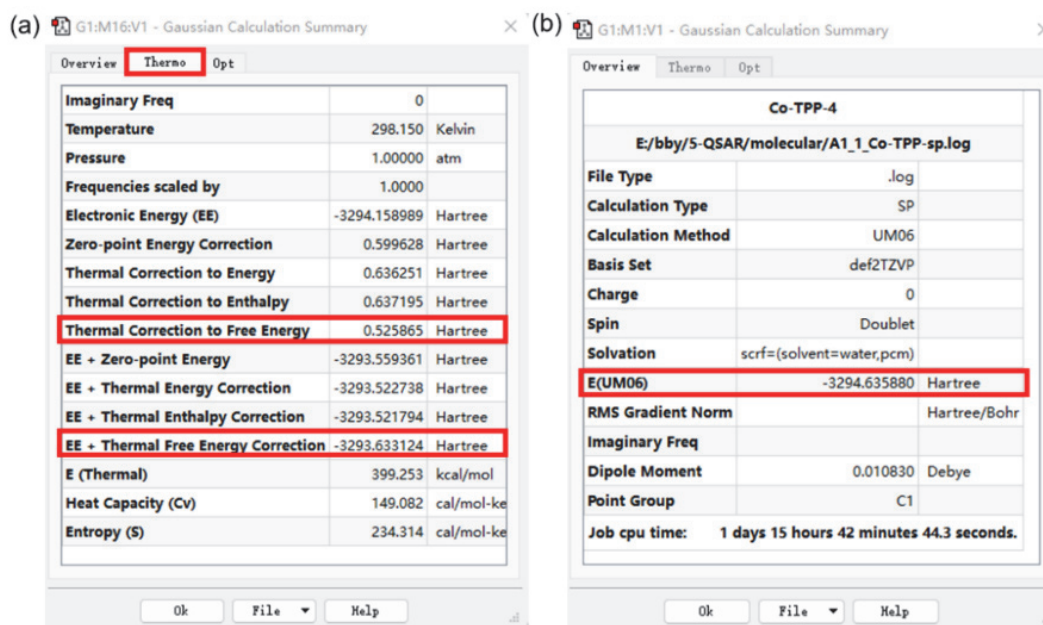 (a) G1:M16:V1 - Gaussian Calculation Summary
Overview Thermo Opt
Imaginary Freq 0
Temperature 298.150 Kelvin
Pressure 1.00000 atm
Frequencies scaled by 1.0000
Electronic Energy (EE) -3294.158989 Hartree
Zero-point Energy Correction 0.599628 Hartree
Thermal Correction to Energy 0.636251 Hartree
Thermal Correction to Enthalpy 0.637195 Hartree
Thermal Correction to Free Energy 0.525865 Hartree
EE + Zero-point Energy -3293.559361 Hartree
EE + Thermal Energy Correction -3293.522738 Hartree
EE + Thermal Enthalpy Correction -3293.521794 Hartree
EE + Thermal Free Energy Correction -3293.633124 Hartree
E (Thermal) 399.253 kcal/mol
Heat Capacity (Cv) 149.082 cal/mol-ke
Entropy (S) 234.314 cal/mol-ke
Ok File Help
(b) G1:M1:V1 - Gaussian Calculation Summary
Overview Thermo Opt
Co-TPP-4
E:/bby/5-QSAR/molecular/A1_1_Co-TPP-sp.log
File Type .log
Calculation Type SP
Calculation Method UM06
Basis Set def2TZVP
Charge 0
Spin Doublet
Solvation scrf=(solvent=water,pcm)
E(UM06) -3294.635880 Hartree
RMS Gradient Norm Hartree/Bohr
Imaginary Freq
Dipole Moment 0.010830 Debye
Point Group C1
Job cpu time: 1 days 15 hours 42 minutes 44.3 seconds.
Ok File Help